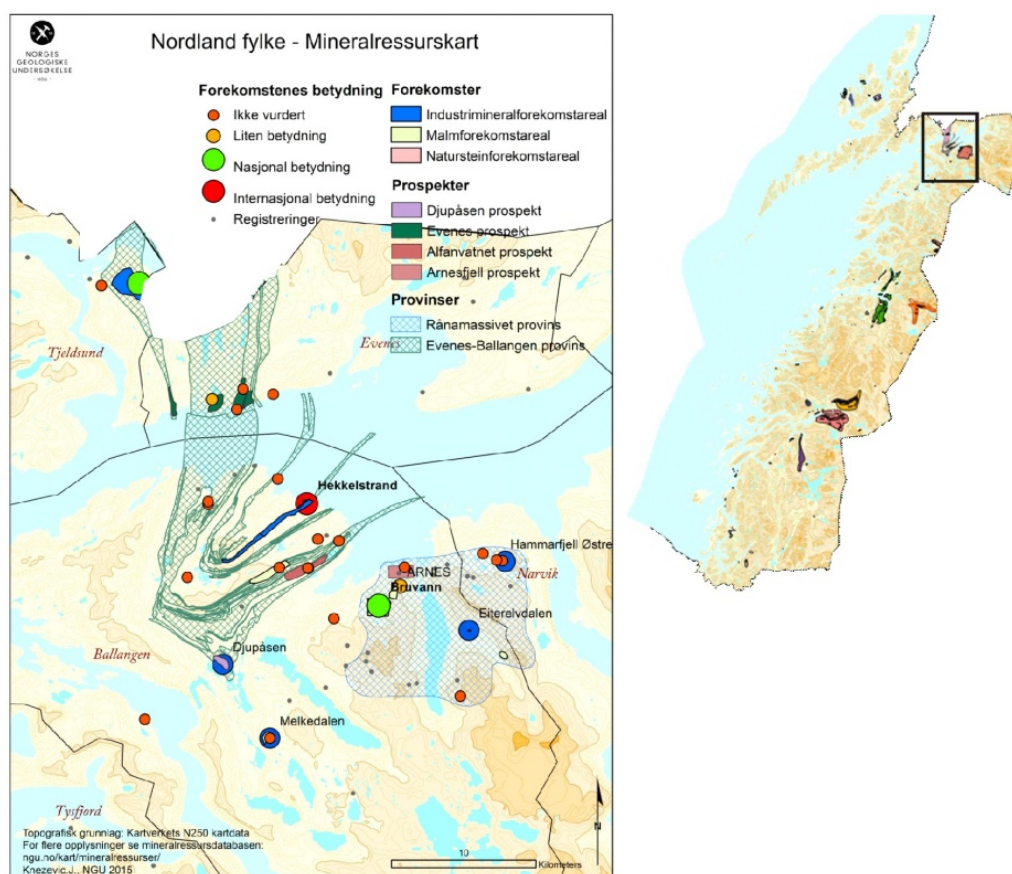 NORGES
GEOLOGISKE
UNDERSØKELSE
- NGU -
Nordland fylke - Mineralressurskart
Forekomstenes betydning
Ikke vurdert
Liten betydning
Nasjonal betydning
Internasjonal betydning
Registreringer
Forekomster
Industrimineralforekomstareal
Malmforekomstareal
Natursteinforekomstareal
Prospekter
Djupåsen prospekt
Evenes prospekt
Alfanvatnet prospekt
Arnesfjell prospekt
Provinser
Rånamassivet provins
Evenes-Ballangen provins
Tjeldsund
Evenes
Hekkelstrand
Hammarfjell Østre
Narvik
ARNES
Bruvann
Eiterelvdalen
Ballangen
Djupåsen
Melkedalen
Tysfjord
Topografisk grunnlag: Kartverkets N250 kartdata
For flere opplysninger se mineralressursdatabasen:
ngu.no/kart/mineralressurser/
Knezevic.J., NGU 2015
10
Kilometers
N